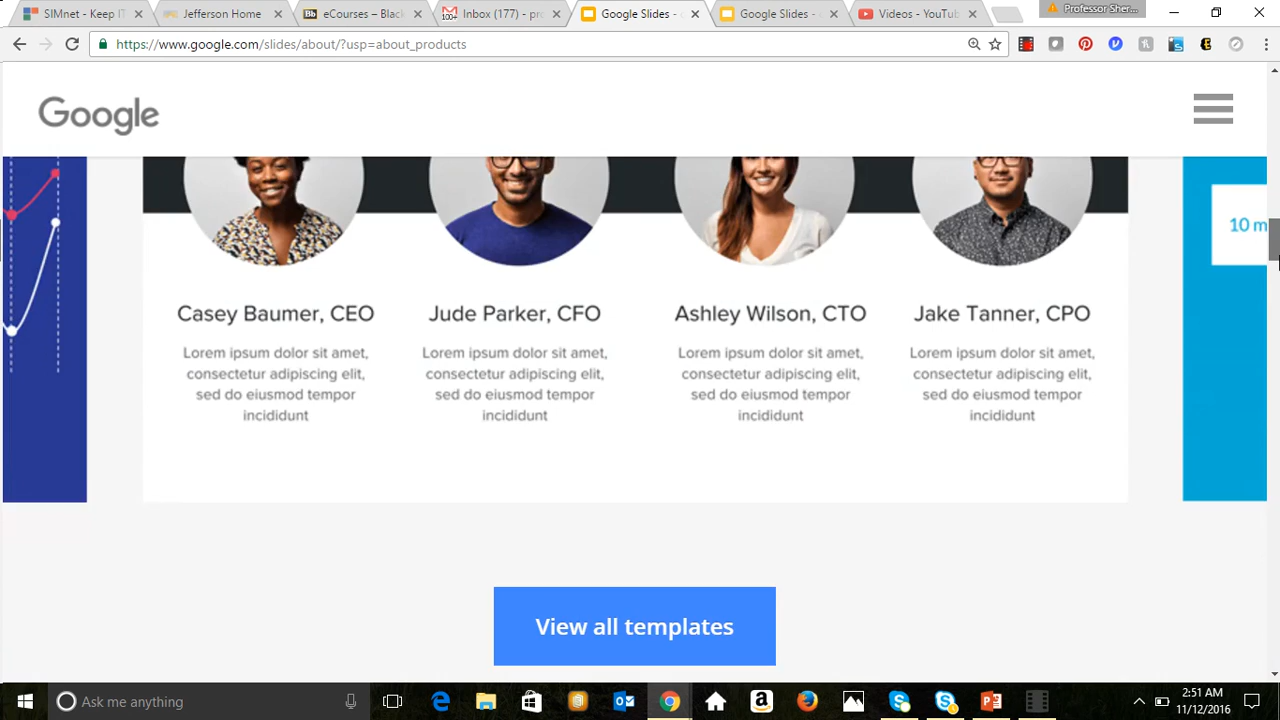 SIMnet - Keep IT
Jefferson Home
eCourses – Black
Inbox (177) - pro
Google Slides - c
Google Slides - 
Videos - YouTub
Professor Sher...
https://www.google.com/slides/about/?usp=about_products
Google
10 m
Casey Baumer, CEO
Lorem ipsum dolor sit amet,
consectetur adipiscing elit,
sed do eiusmod tempor
incididunt
Jude Parker, CFO
Lorem ipsum dolor sit amet,
consectetur adipiscing elit,
sed do eiusmod tempor
incididunt
Ashley Wilson, CTO
Lorem ipsum dolor sit amet,
consectetur adipiscing elit,
sed do eiusmod tempor
incididunt
Jake Tanner, CPO
Lorem ipsum dolor sit amet,
consectetur adipiscing elit,
sed do eiusmod tempor
incididunt
View all templates
Ask me anything
2:51 AM
11/12/2016